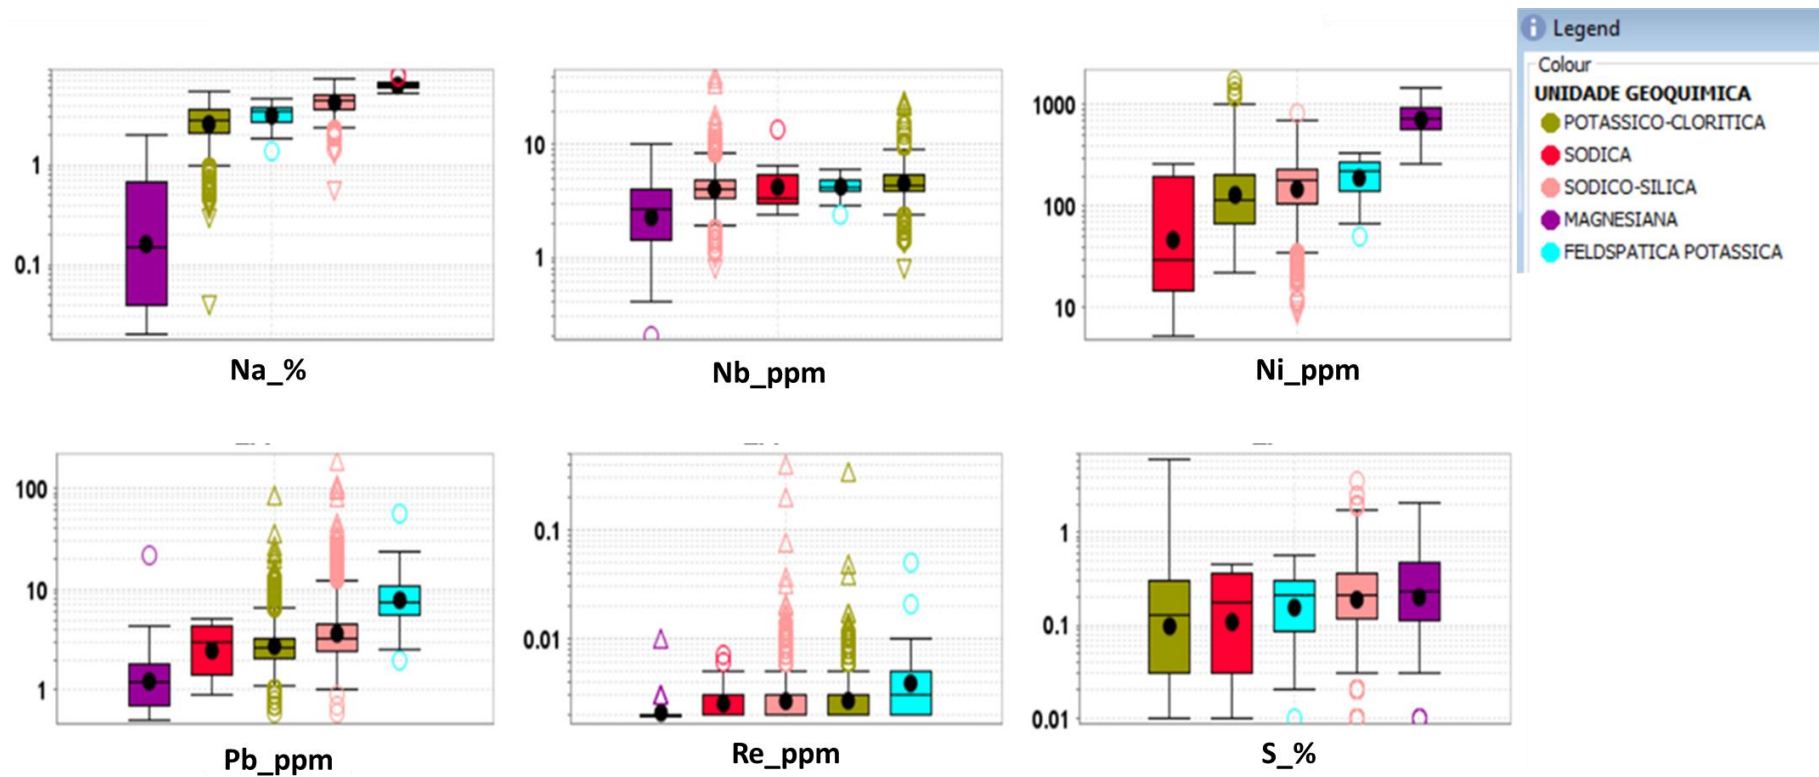 Legend
Colour
UNIDADE GEOQUIMICA
POTASSICO-CLORITICA
SODICA
SODICO-SILICA
MAGNESIANA
FELDSPATICA POTASSICA
1
0.1
Na_%
10
1
Nb_ppm
1000
100
10
Ni_ppm
100
10
1
Pb_ppm
0.1
0.01
Re_ppm
1
0.1
0.01
S_%